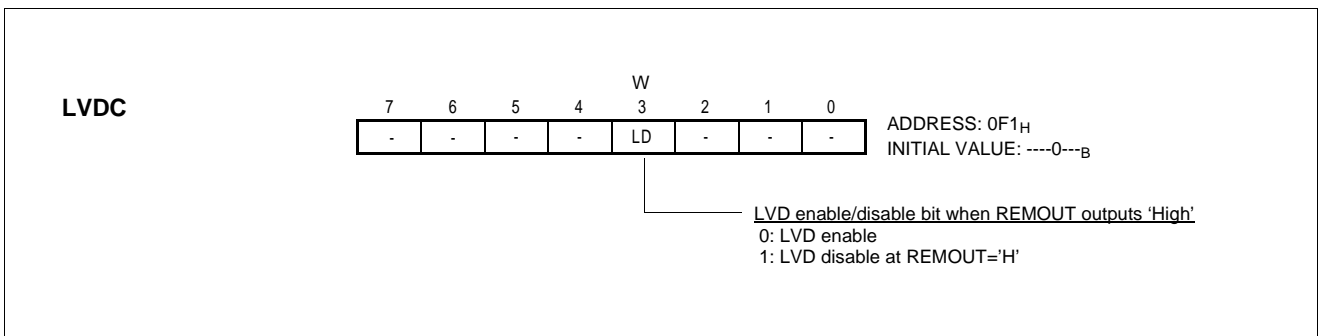 W
LVDC
7 6 5 4 3 2 1 0
- - - - LD - - -
ADDRESS: 0F1H
INITIAL VALUE: ----0---B
LVD enable/disable bit when REMOUT outputs ‘High’
0: LVD enable
1: LVD disable at REMOUT=’H’